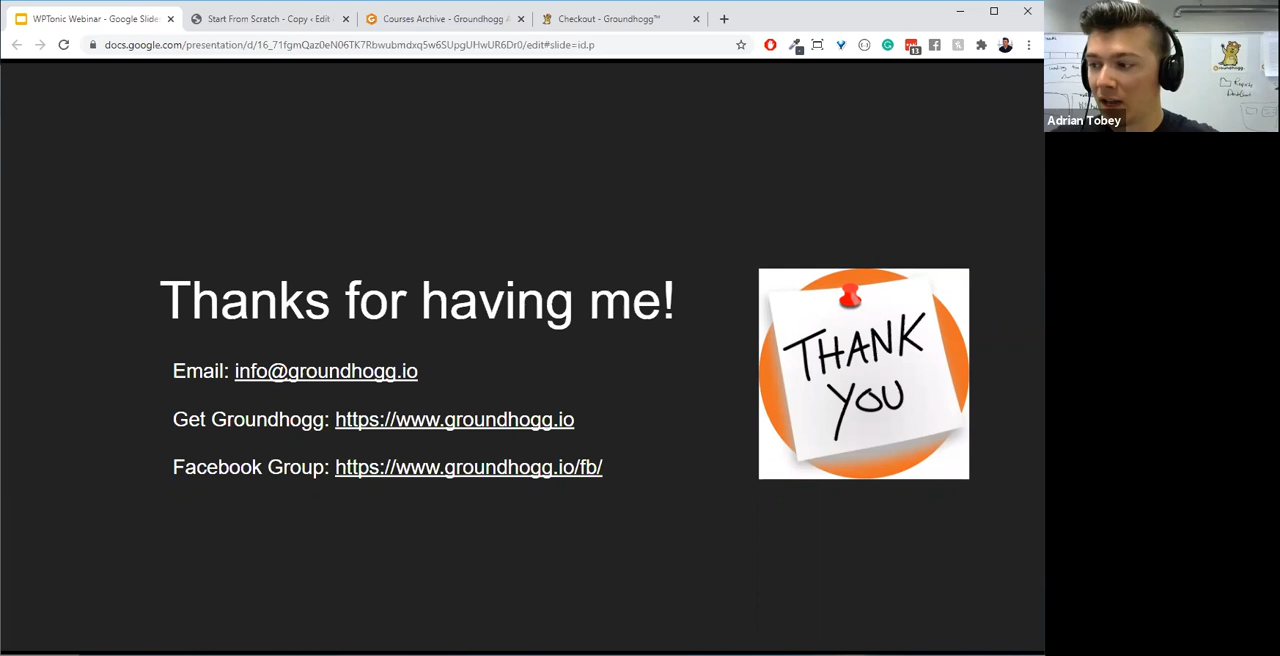 WPTonic Webinar - Google Slide
Start From Scratch - Copy ‹ Edit
Courses Archive - Groundhogg
Checkout - Groundhogg™
docs.google.com/presentation/d/16_71fgmQaz0eN06TK7Rbwubmdxq5w6SUpgUHwUR6Dr0/edit#slide=id.p
13
Adrian Tobey
Thanks for having me!
Email: info@groundhogg.io
Get Groundhogg: https://www.groundhogg.io
Facebook Group: https://www.groundhogg.io/fb/
THANK
YOU